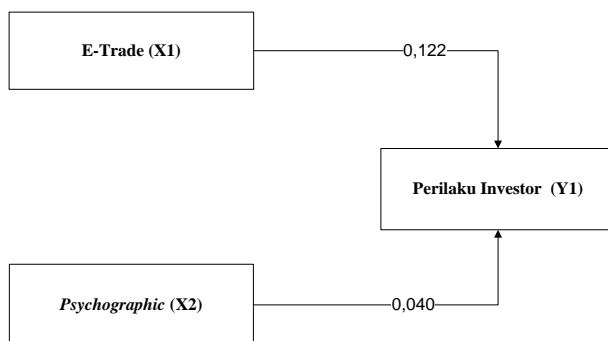 E-Trade (X1)
0,122
Perilaku Investor (Y1)
Psychographic (X2)
0,040